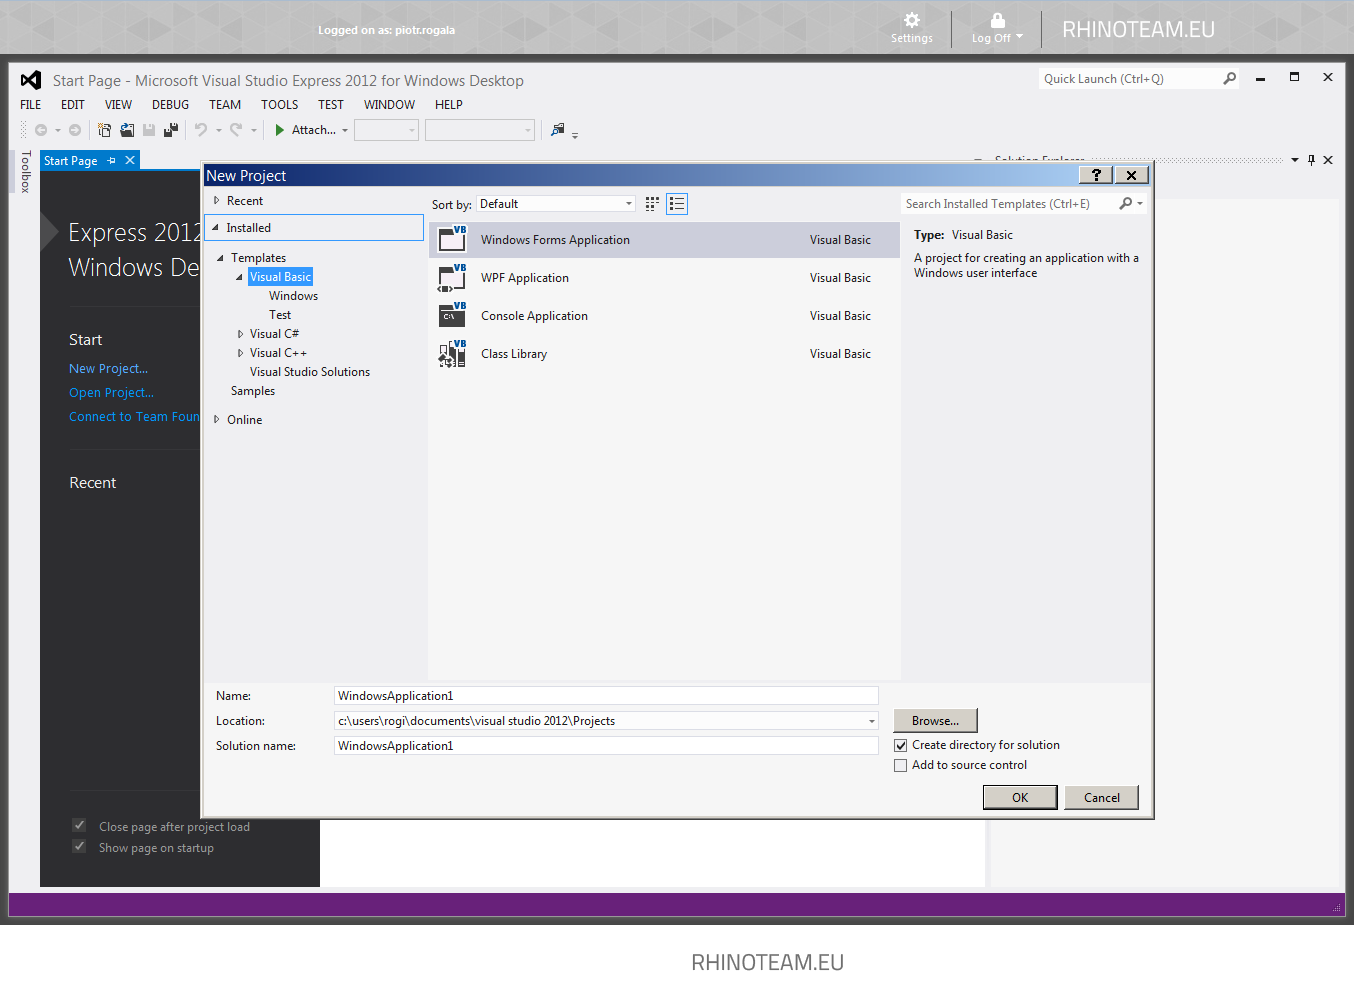 Logged on as: piotr.rogala
Settings
Log Off
RHINOTEAM.EU
Start Page - Microsoft Visual Studio Express 2012 for Windows Desktop
Quick Launch (Ctrl+Q)
FILE EDIT VIEW DEBUG TEAM TOOLS TEST WINDOW HELP
Attach...
Toolbox
Start Page
Solution Explorer
Express 2012
Windows De
Start
New Project...
Open Project...
Connect to Team Foun
Recent
Close page after project load
Show page on startup
New Project
?
Recent
Installed
Templates
Visual Basic
Windows
Test
Visual C#
Visual C++
Visual Studio Solutions
Samples
Online
Sort by: Default
VB Windows Forms Application Visual Basic
VB WPF Application Visual Basic
VB C:\ Console Application Visual Basic
VB Class Library Visual Basic
Search Installed Templates (Ctrl+E)
Type: Visual Basic
A project for creating an application with a
Windows user interface
Name: WindowsApplication1
Location: c:\users\rogi\documents\visual studio 2012\Projects
Browse...
Solution name: WindowsApplication1
Create directory for solution
Add to source control
OK
Cancel
RHINOTEAM.EU